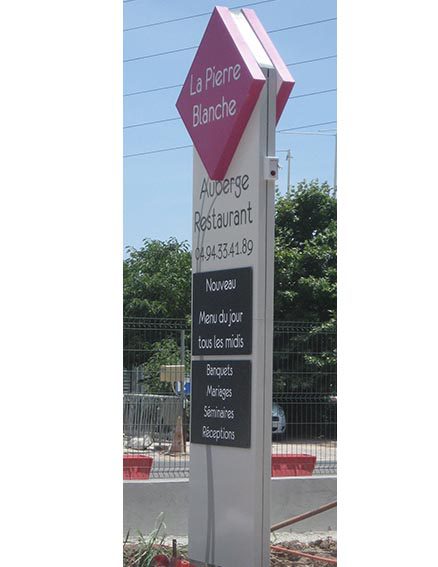 La Pierre
Blanche
Auberge
Restaurant
04.94.33.41.89
Nouveau
Menu du jour
tous les midis
Banquets
Mariages
Séminaires
Réceptions